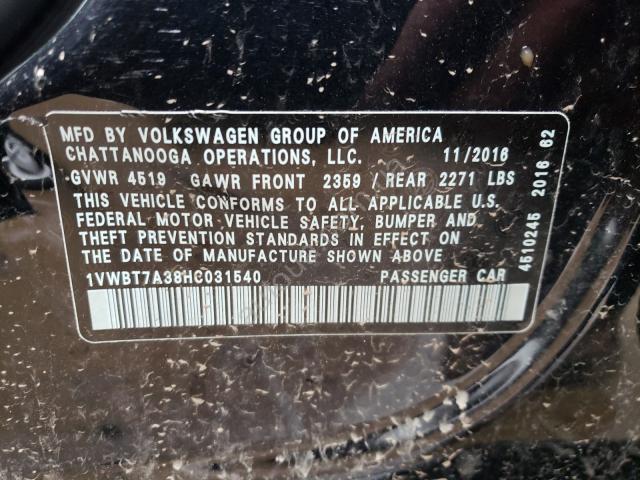 MFD BY VOLKSWAGEN GROUP OF AMERICA
CHATTANOOGA OPERATIONS, LLC. 11/2016
GVWR 4519 GAWR FRONT 2359 / REAR 2271 LBS
THIS VEHICLE CONFORMS TO ALL APPLICABLE U.S.
FEDERAL MOTOR VEHICLE SAFETY, BUMPER AND
THEFT PREVENTION STANDARDS IN EFFECT ON
THE DATE OF MANUFACTURE SHOWN ABOVE
1VWBT7A38HC031540 PASSENGER CAR
4510245 2016 62